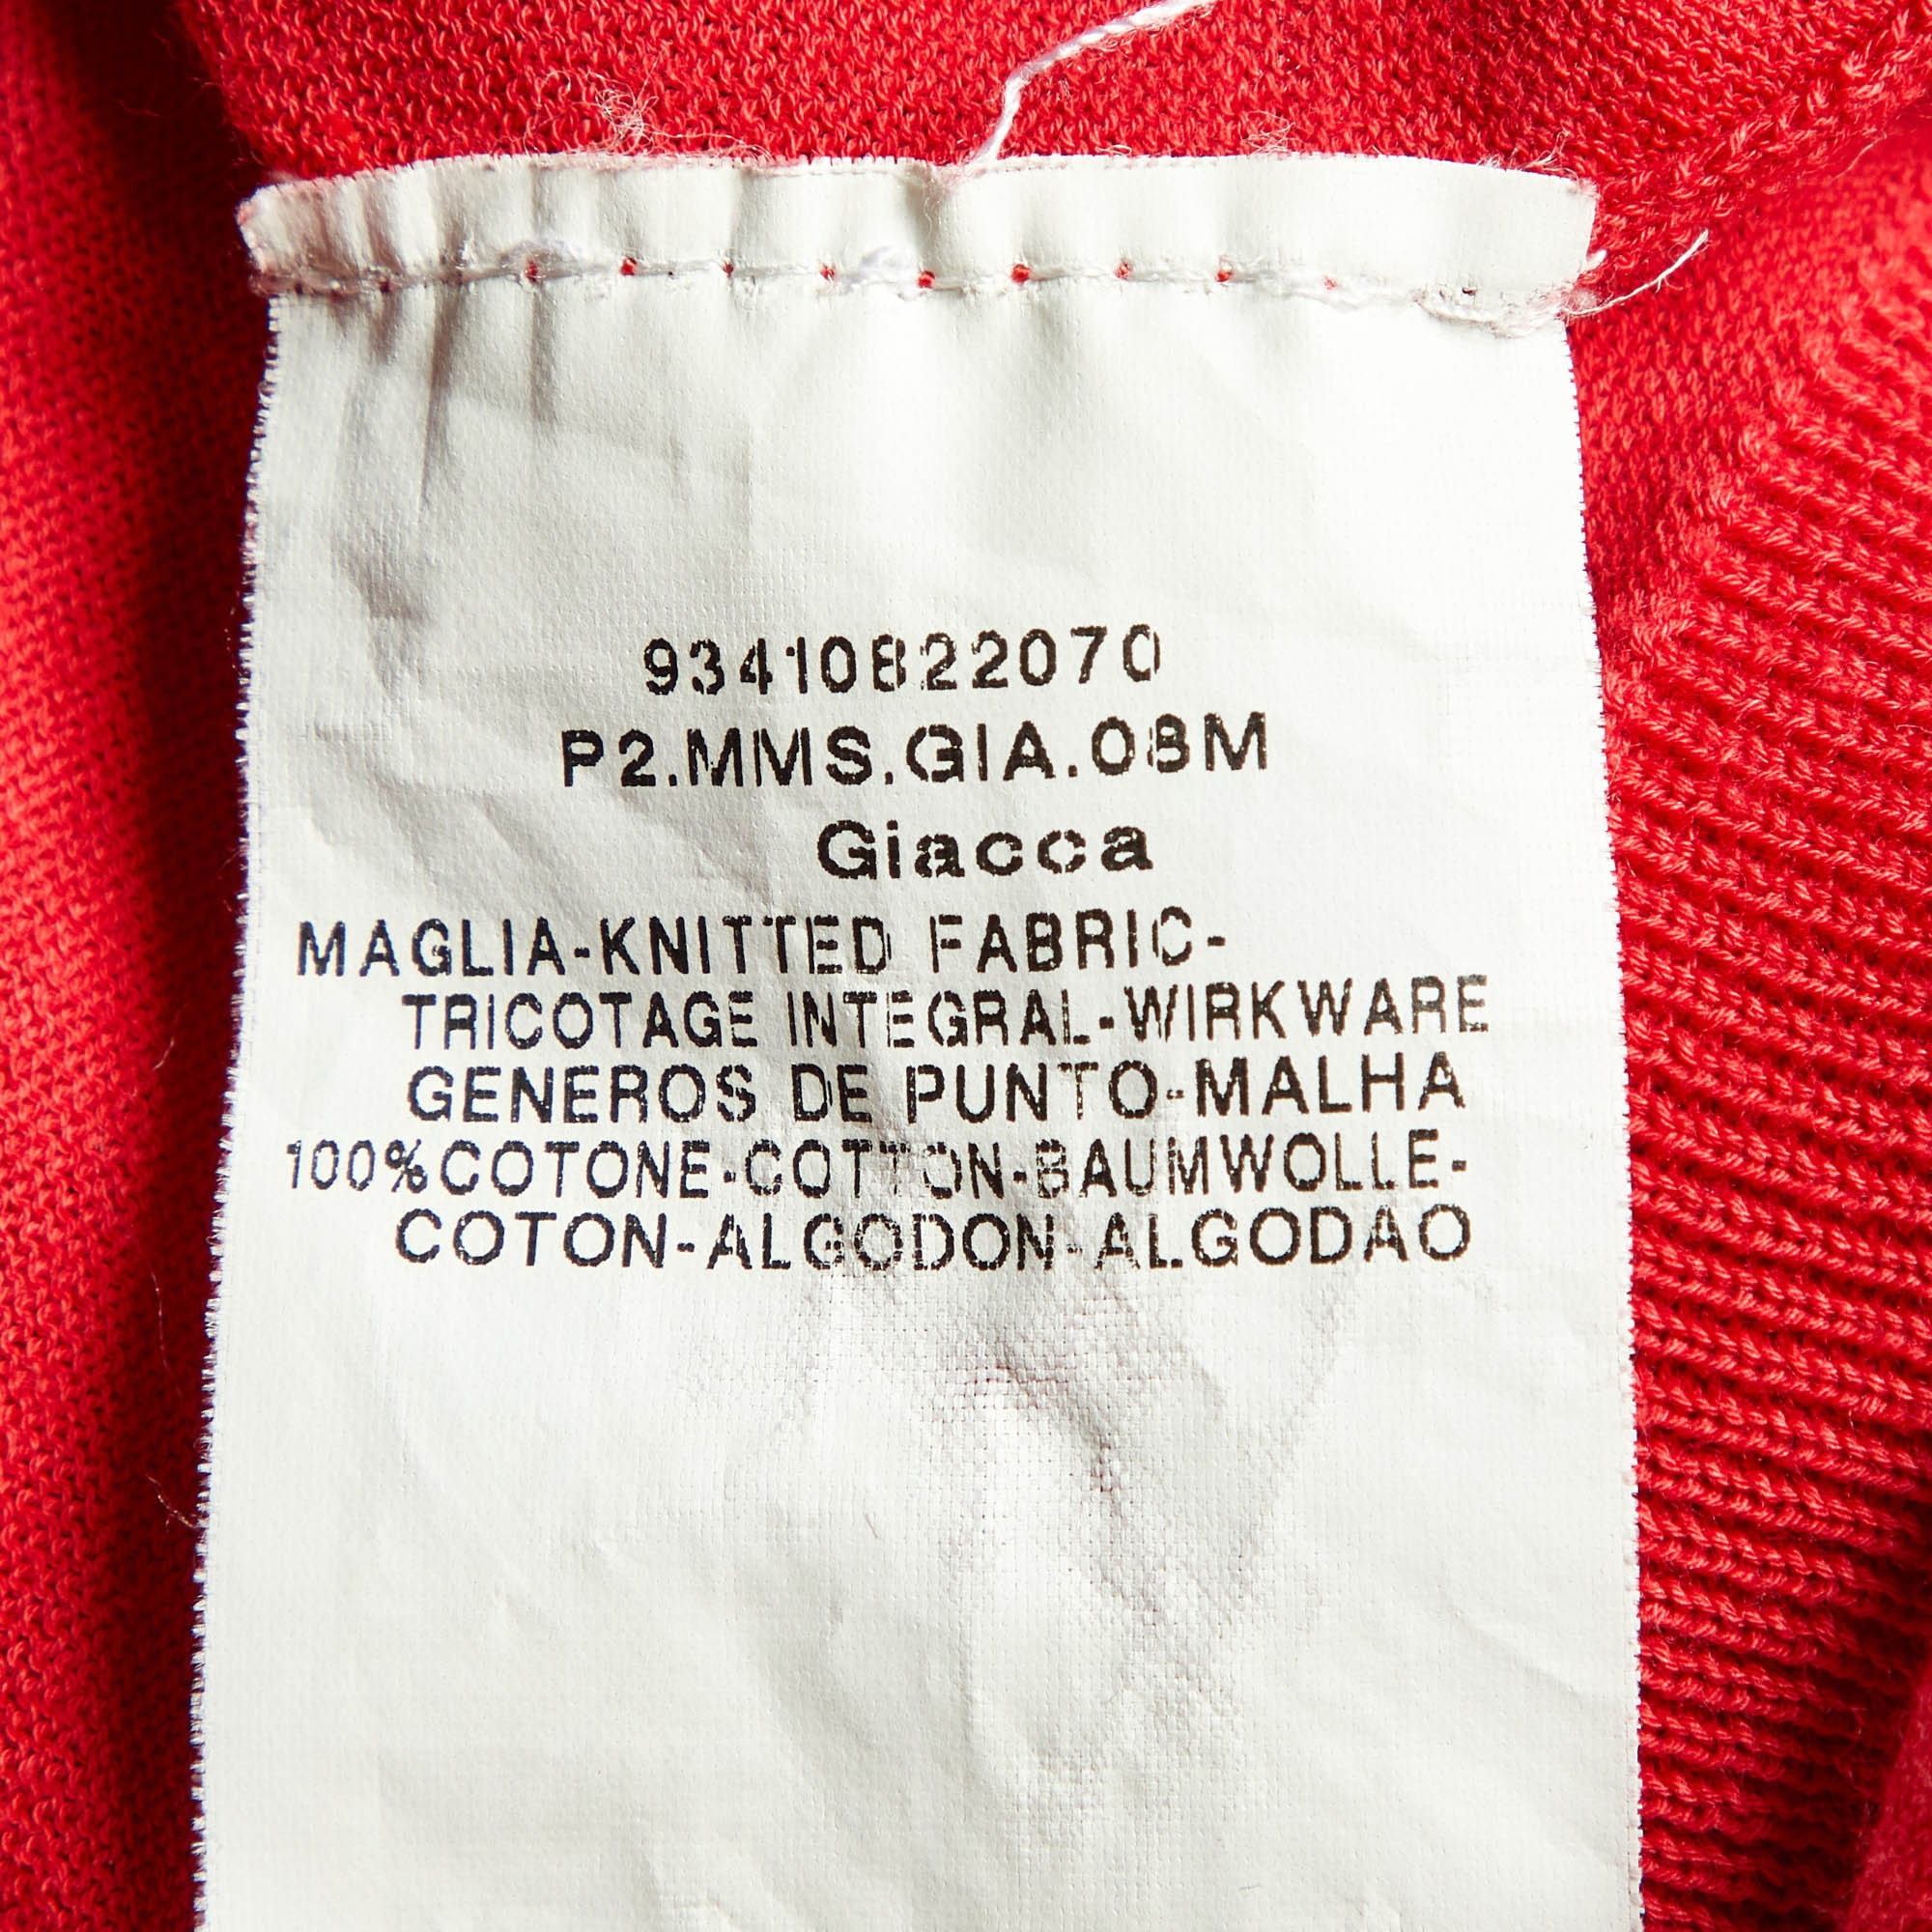 93410822070
P2.MMS.GIA.08M
Giacca
MAGLIA-KNITTED FABRIC-
TRICOTAGE INTEGRAL-WIRKWARE
GENEROS DE PUNTO-MALHA
100%COTONE-COTTON-BAUMWOLLE-
COTON-ALGODON-ALGODAO